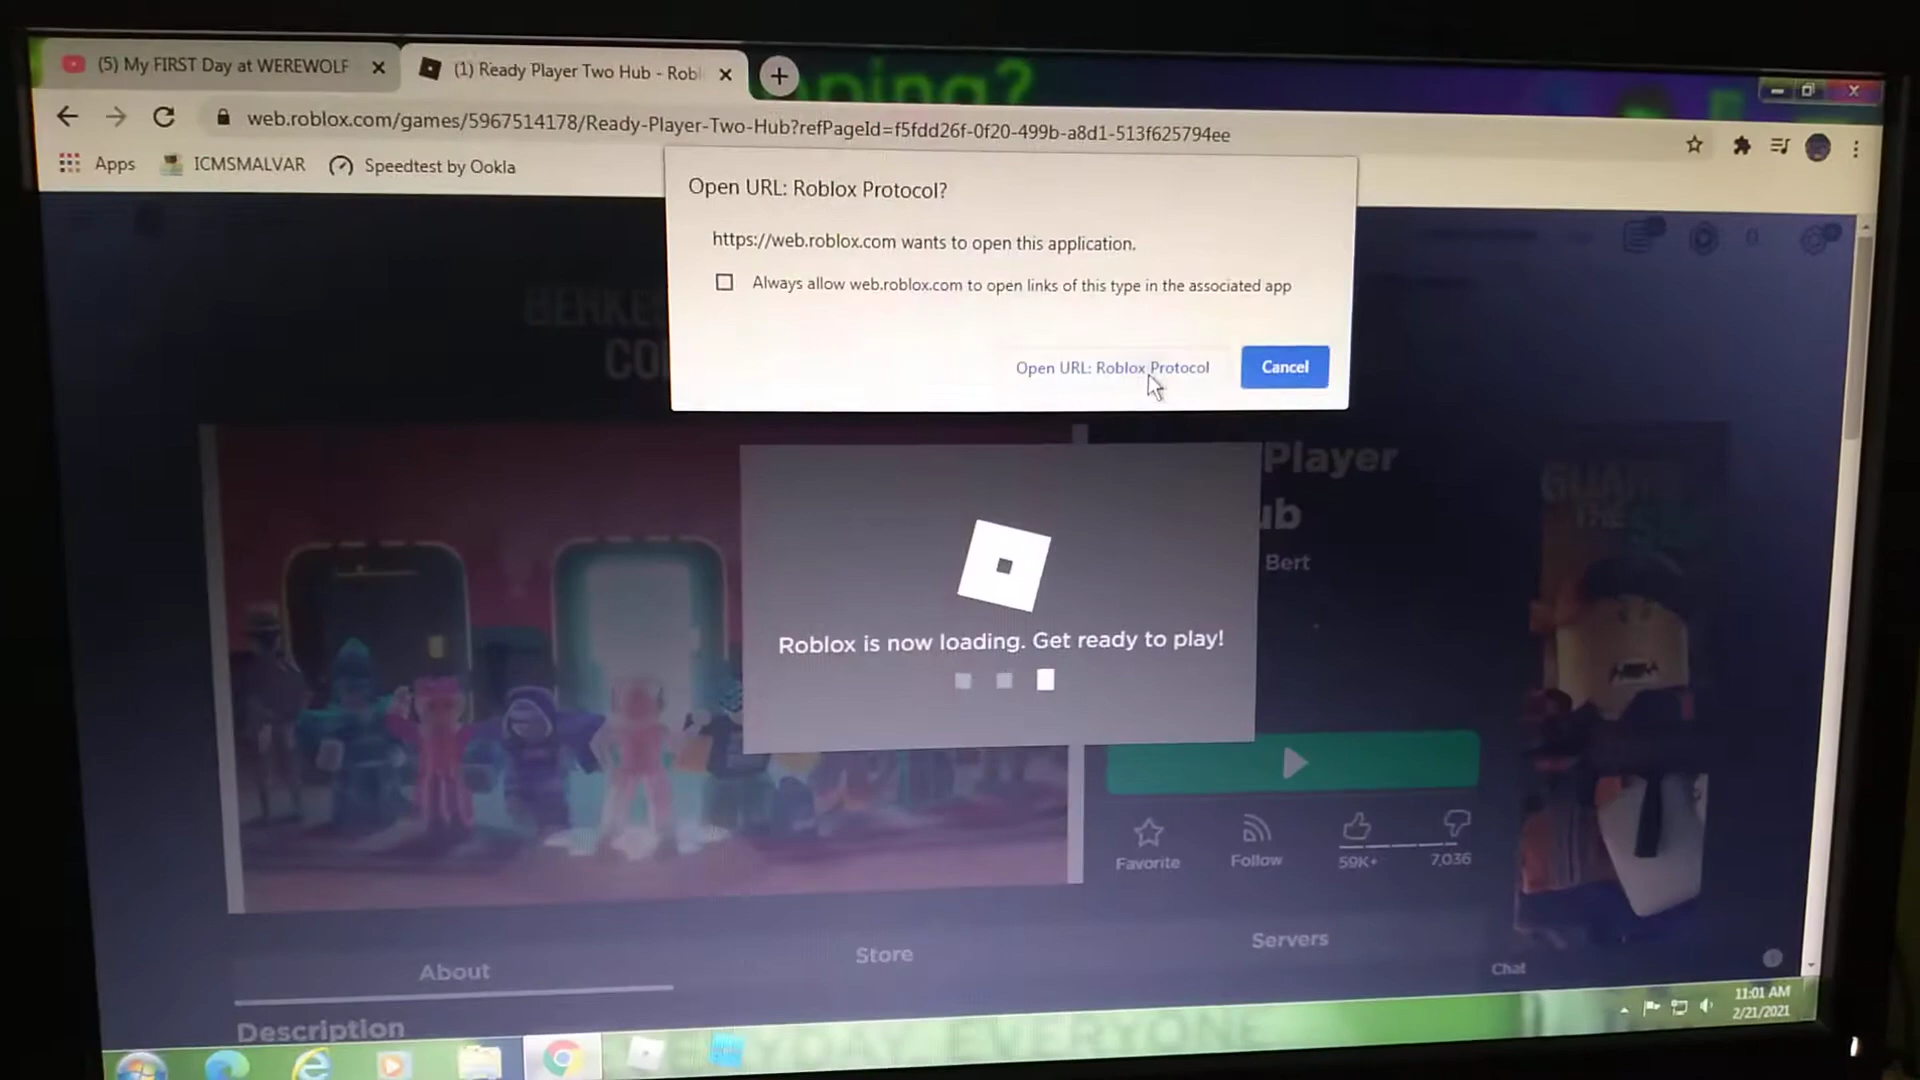 ping?
(5) My FIRST Day at WEREWOLF
(1) Ready Player Two Hub - Robl
web.roblox.com/games/5967514178/Ready-Player-Two-Hub?refPageId=f5fdd26f-0f20-499b-a8d1-513f625794ee
Apps
ICMSMALVAR
Speedtest by Ookla
Open URL: Roblox Protocol?
https://web.roblox.com wants to open this application.
Always allow web.roblox.com to open links of this type in the associated app
Open URL: Roblox Protocol
Cancel
0
Player
ub
Bert
Roblox is now loading. Get ready to play!
Favorite
Follow
59K+
7,036
About
Store
Servers
Chat
Description
11:01 AM
2/21/2021
EVERYONE